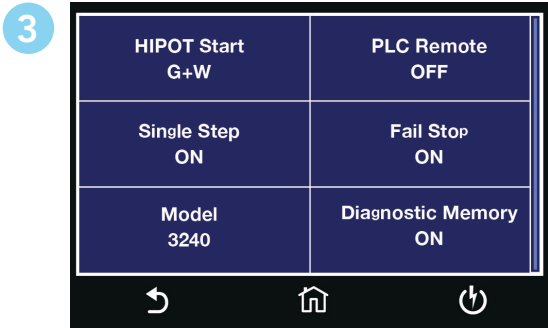 3
HIPOT Start
G+W
PLC Remote
OFF
Single Step
ON
Fail Stop
ON
Model
3240
Diagnostic Memory
ON